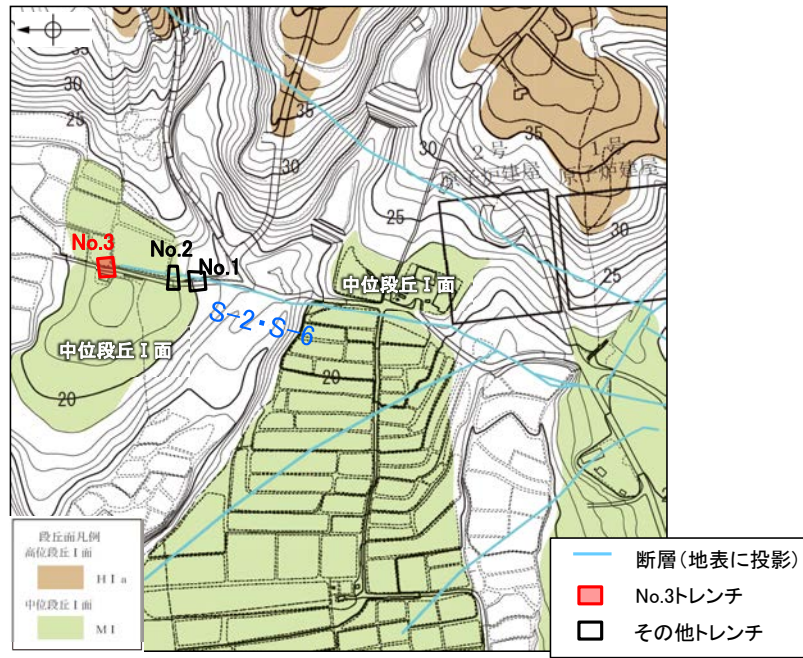 35
30
25
35
30
30
35
25
2号
原子炉建屋
1号
原子炉建屋
30
25
No.3
No.2
No.1
中位段丘Ⅰ面
S-2・S-6
中位段丘Ⅰ面
20
20
段丘面凡例
高位段丘Ⅰ面
HⅠa
中位段丘Ⅰ面
MⅠ
断層(地表に投影)
No.3トレンチ
その他トレンチ